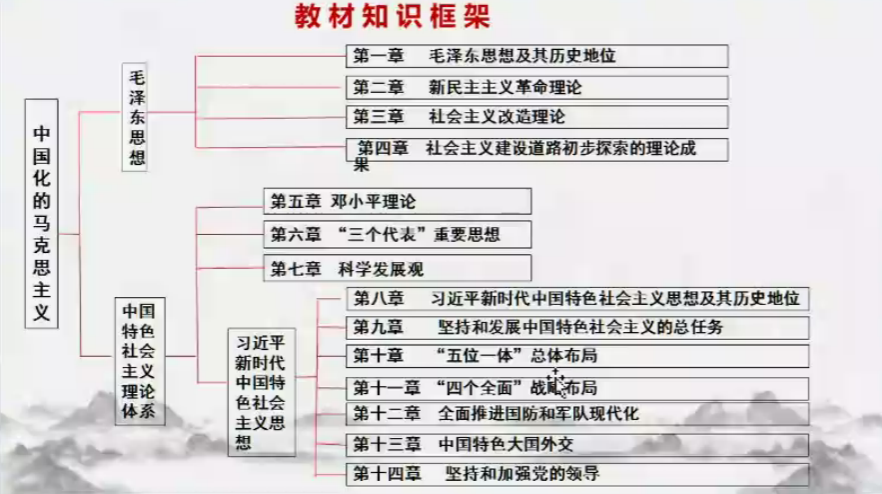 教材知识框架
中国化的马克思主义
毛泽东思想
第一章 毛泽东思想及其历史地位
第二章 新民主主义革命理论
第三章 社会主义改造理论
第四章 社会主义建设道路初步探索的理论成
果
中国
特色
社会
主义
理论
体系
第五章 邓小平理论
第六章 “三个代表”重要思想
第七章 科学发展观
习近平
新时代
中国特
色社会
主义思
想
第八章 习近平新时代中国特色社会主义思想及其历史地位
第九章 坚持和发展中国特色社会主义的总任务
第十章 “五位一体”总体布局
第十一章 “四个全面”战略布局
第十二章 全面推进国防和军队现代化
第十三章 中国特色大国外交
第十四章 坚持和加强党的领导